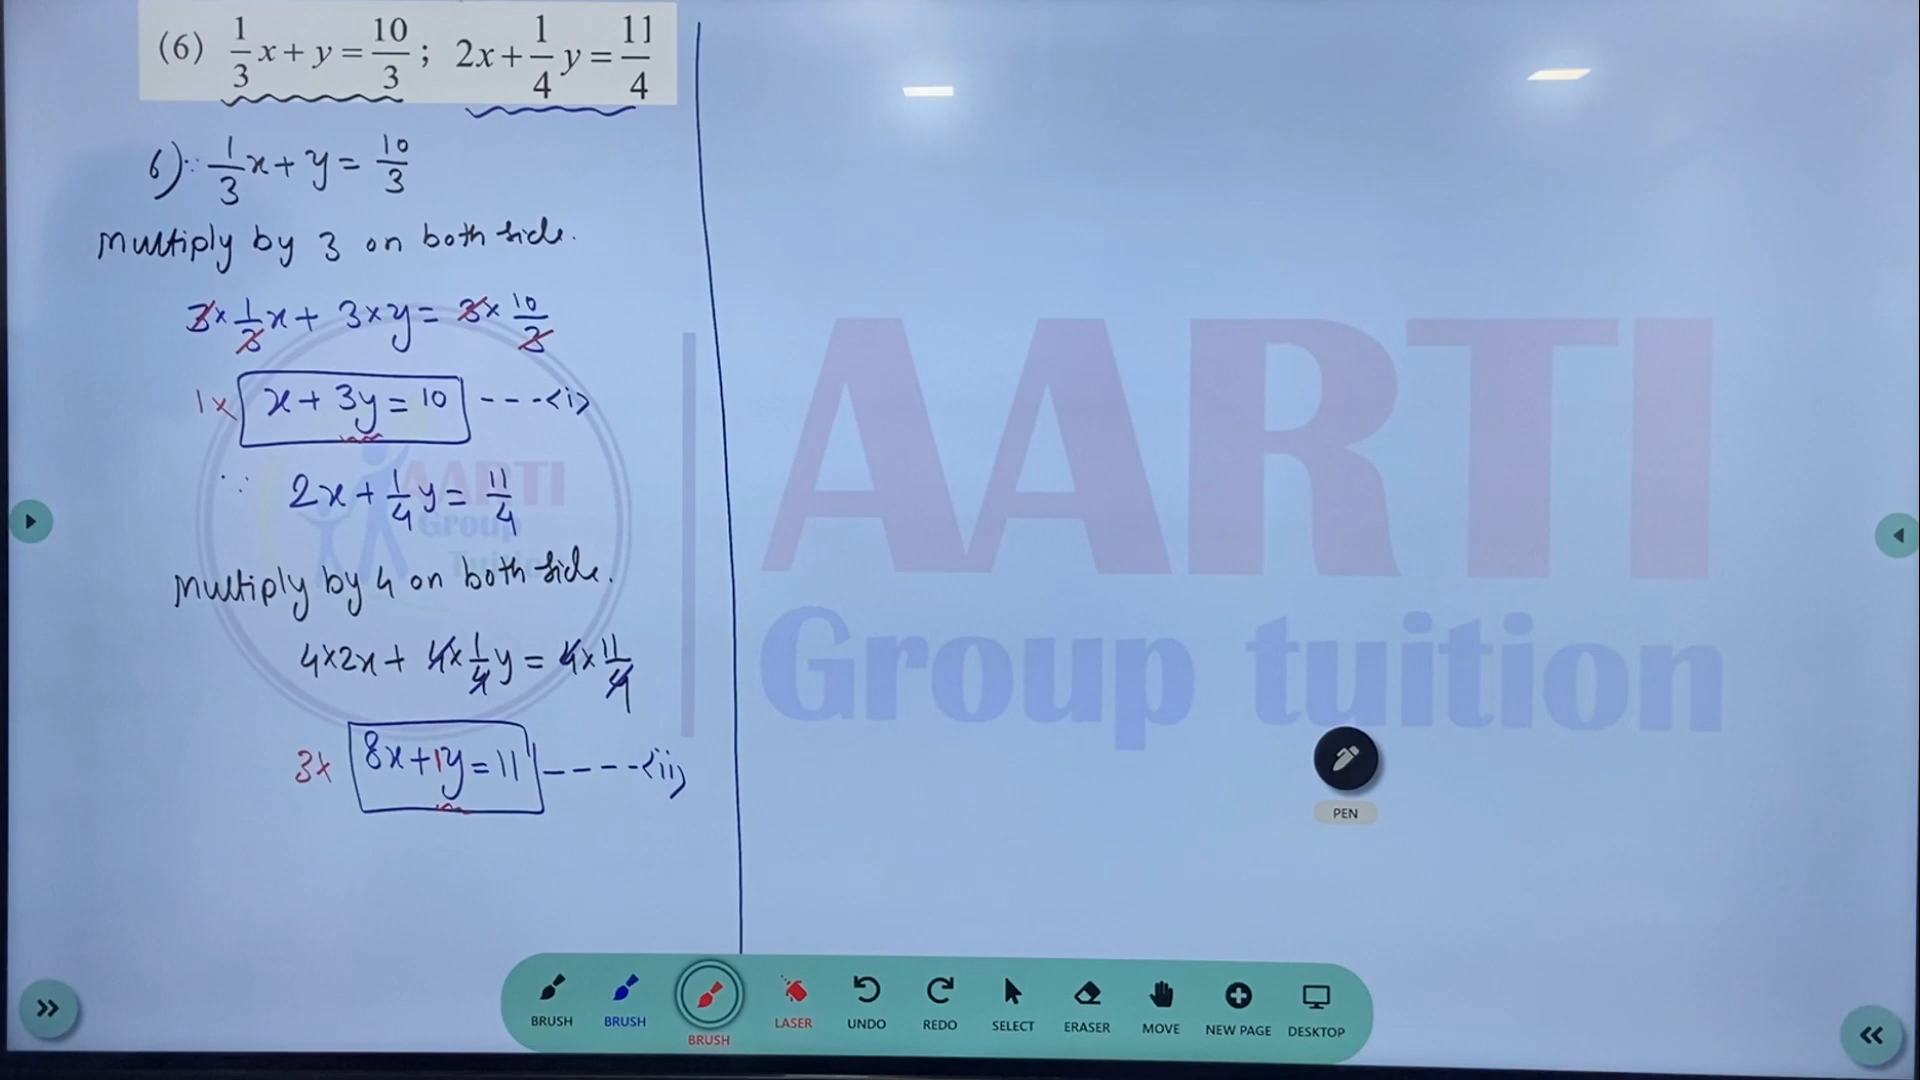 (6) 1/3 x + y = 10/3 ; 2x + 1/4 y = 11/4
6) ∵ 1/3 x + y = 10/3
Multiply by 3 on both side.
3 × 1/3 x + 3 × y = 3 × 10/3
1× x + 3y = 10 ---<i>
∵ 2x + 1/4 y = 11/4
Multiply by 4 on both side.
4×2x + 4× 1/4 y = 4× 11/4
3× 8x + 1y = 11 ----<ii>
AARTI
Group
Tuition
AARTI
Group tuition
PEN
BRUSH BRUSH BRUSH LASER UNDO REDO SELECT ERASER MOVE NEW PAGE DESKTOP